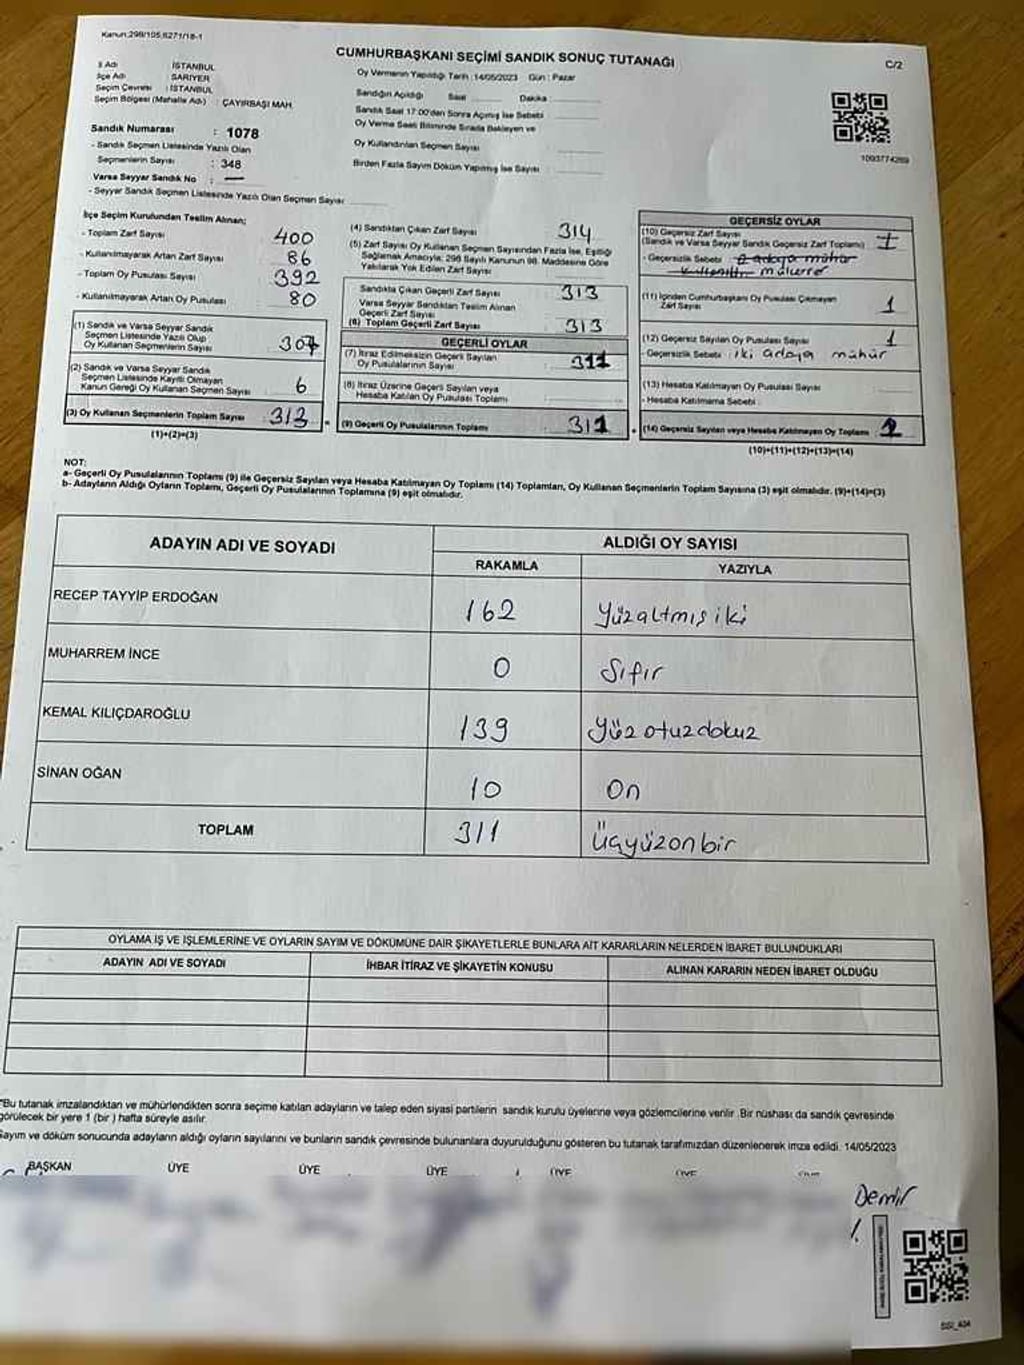 Kanun:298/105,6271/18-1
CUMHURBAŞKANI SEÇİMİ SANDIK SONUÇ TUTANAĞI
C/2
İl Adı İSTANBUL
İlçe Adı SARIYER
Seçim Çevresi : İSTANBUL
Seçim Bölgesi (Mahalle Adı) : ÇAYIRBAŞI MAH.
Sandık Numarası : 1078
- Sandık Seçmen Listesinde Yazılı Olan
Seçmenlerin Sayısı : 348
Varsa Seyyar Sandık No : —
- Seyyar Sandık Seçmen Listesinde Yazılı Olan Seçmen Sayısı
Oy Vermenin Yapıldığı Tarih : 14/05/2023 Gün : Pazar
Sandığın Açıldığı Saat Dakika
Sandık Saat 17:00'den Sonra Açılmış İse Sebebi
Oy Verme Saati Bitiminde Sırada Bekleyen ve
Oy Kullandırılan Seçmen Sayısı
Birden Fazla Sayım Döküm Yapılmış İse Sayısı
1093774269
İlçe Seçim Kurulundan Teslim Alınan;
- Toplam Zarf Sayısı 400
- Kullanılmayarak Artan Zarf Sayısı 86
- Toplam Oy Pusulası Sayısı 392
- Kullanılmayarak Artan Oy Pusulası 80
(1) Sandık ve Varsa Seyyar Sandık
Seçmen Listesinde Yazılı Olup
Oy Kullanan Seçmenlerin Sayısı 307
(2) Sandık ve Varsa Seyyar Sandık
Seçmen Listesinde Kayıtlı Olmayan
Kanun Gereği Oy Kullanan Seçmen Sayısı 6
(3) Oy Kullanan Seçmenlerin Toplam Sayısı 313
(1)+(2)=(3)
(4) Sandıktan Çıkan Zarf Sayısı 314
(5) Zarf Sayısı Oy Kullanan Seçmen Sayısından Fazla İse, Eşitliği
Sağlamak Amacıyla; 298 Sayılı Kanunun 98. Maddesine Göre
Yakılarak Yok Edilen Zarf Sayısı
Sandıkta Çıkan Geçerli Zarf Sayısı 313
Varsa Seyyar Sandıktan Teslim Alınan
Geçerli Zarf Sayısı
(6) Toplam Geçerli Zarf Sayısı 313
GEÇERLİ OYLAR
(7) İtiraz Edilmeksizin Geçerli Sayılan
Oy Pusulalarının Sayısı 311
(8) İtiraz Üzerine Geçerli Sayılan veya
Hesaba Katılan Oy Pusulası Toplamı
(9) Geçerli Oy Pusulalarının Toplamı 311
GEÇERSİZ OYLAR
(10) Geçersiz Zarf Sayısı
(Sandık ve Varsa Seyyar Sandık Geçersiz Zarf Toplamı) 1
- Geçersizlik Sebebi 2 adaya mühür
mükerrer
(11) İçinden Cumhurbaşkanı Oy Pusulası Çıkmayan
Zarf Sayısı 1
(12) Geçersiz Sayılan Oy Pusulası Sayısı 1
- Geçersizlik Sebebi iki adaya mühür
(13) Hesaba Katılmayan Oy Pusulası Sayısı
- Hesaba Katılmama Sebebi :
(14) Geçersiz Sayılan veya Hesaba Katılmayan Oy Toplamı 2
(10)+(11)+(12)+(13)=(14)
NOT:
a- Geçerli Oy Pusulalarının Toplamı (9) ile Geçersiz Sayılan veya Hesaba Katılmayan Oy Toplamı (14) Toplamları, Oy Kullanan Seçmenlerin Toplam Sayısına (3) eşit olmalıdır. (9)+(14)=(3)
b- Adayların Aldığı Oyların Toplamı, Geçerli Oy Pusulalarının Toplamına (9) eşit olmalıdır.
ADAYIN ADI VE SOYADI ALDIĞI OY SAYISI
RAKAMLA YAZIYLA
RECEP TAYYİP ERDOĞAN 162 Yüzaltmış iki
MUHARREM İNCE 0 Sıfır
KEMAL KILIÇDAROĞLU 139 Yüz otuzdokuz
SİNAN OĞAN 10 On
TOPLAM 311 Üçyüzonbir
OYLAMA İŞ VE İŞLEMLERİNE VE OYLARIN SAYIM VE DÖKÜMÜNE DAİR ŞİKAYETLERLE BUNLARA AİT KARARLARIN NELERDEN İBARET BULUNDUKLARI
ADAYIN ADI VE SOYADI İHBAR İTİRAZ VE ŞİKAYETİN KONUSU ALINAN KARARIN NEDEN İBARET OLDUĞU
"Bu tutanak imzalandıktan ve mühürlendikten sonra seçime katılan adayların ve talep eden siyasi partilerin sandık kurulu üyelerine veya gözlemcilerine verilir. Bir nüshası da sandık çevresinde
görülecek bir yere 1 (bir) hafta süreyle asılır.
Sayım ve döküm sonucunda adayların aldığı oyların sayılarını ve bunların sandık çevresinde bulunanlara duyurulduğunu gösteren bu tutanak tarafımızdan düzenlenerek imza edildi. 14/05/2023
BAŞKAN ÜYE ÜYE ÜYE ÜYE ÜYE
Demir
SSİ_404